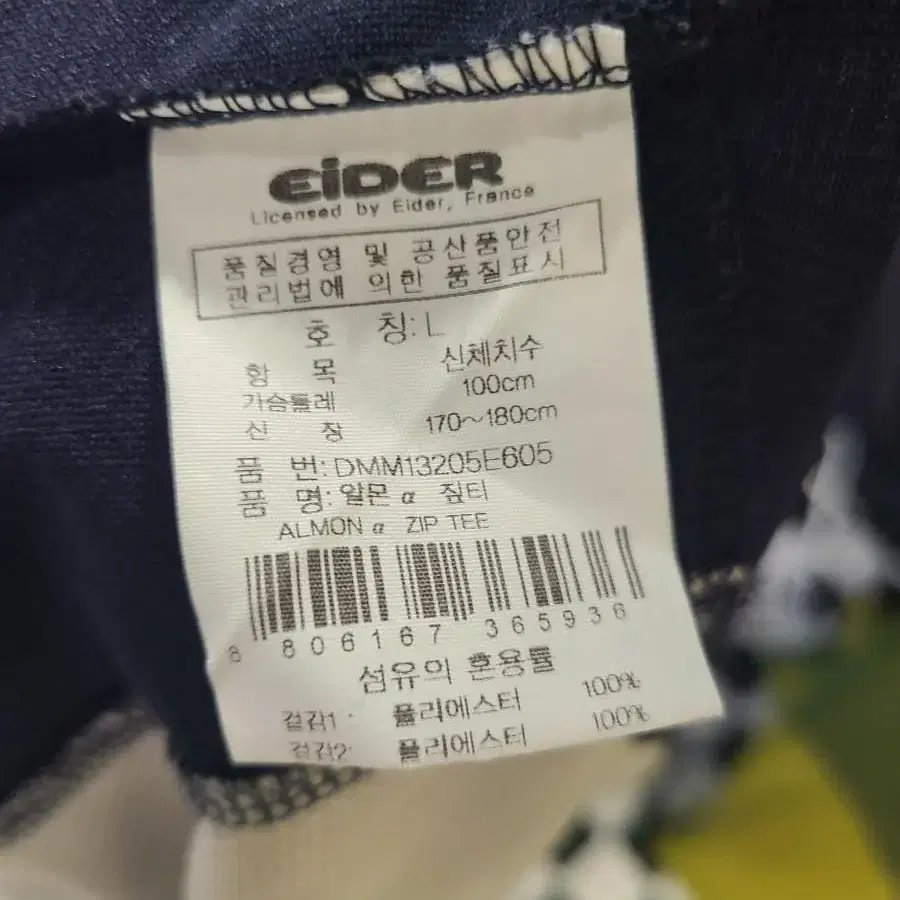 EiDER
Licensed by Eider, France
품질경영 및 공산품안전
관리법에 의한 품질표시
호 칭: L
항 목 신체치수
가슴둘레 100cm
신 장 170~180cm
품 번: DMM13205E605
품 명: 알몬 α 짚티
ALMON α ZIP TEE
8 806167 365936
섬유의 혼용률
겉감1: 폴리에스터 100%
겉감2: 폴리에스터 100%